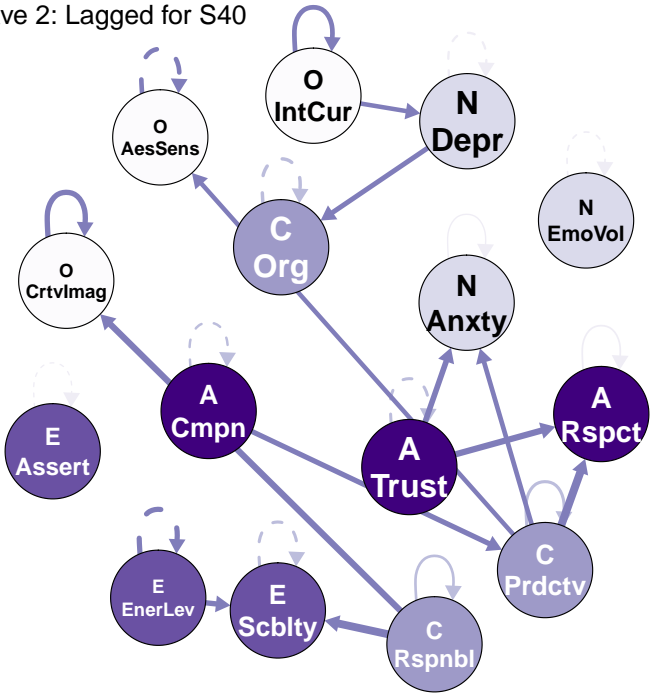 ve 2: Lagged for S40
O
IntCur
O
AesSens
N
Depr
N
EmoVol
C
Org
O
CrtvImag
N
Anxty
A
Cmpn
A
Rspct
E
Assert
A
Trust
C
Prdctv
E
EnerLev
E
Scblty
C
Rspnbl